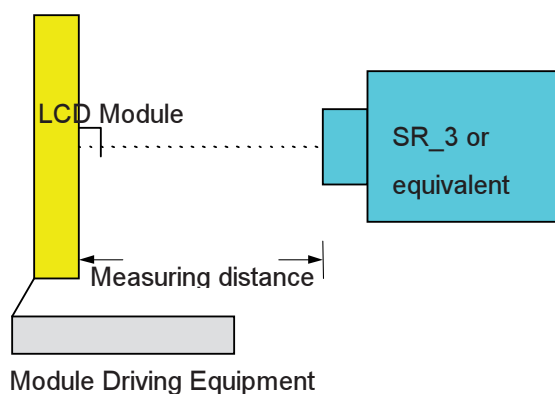 LCD Module
SR_3 or
equivalent
Measuring distance
Module Driving Equipment